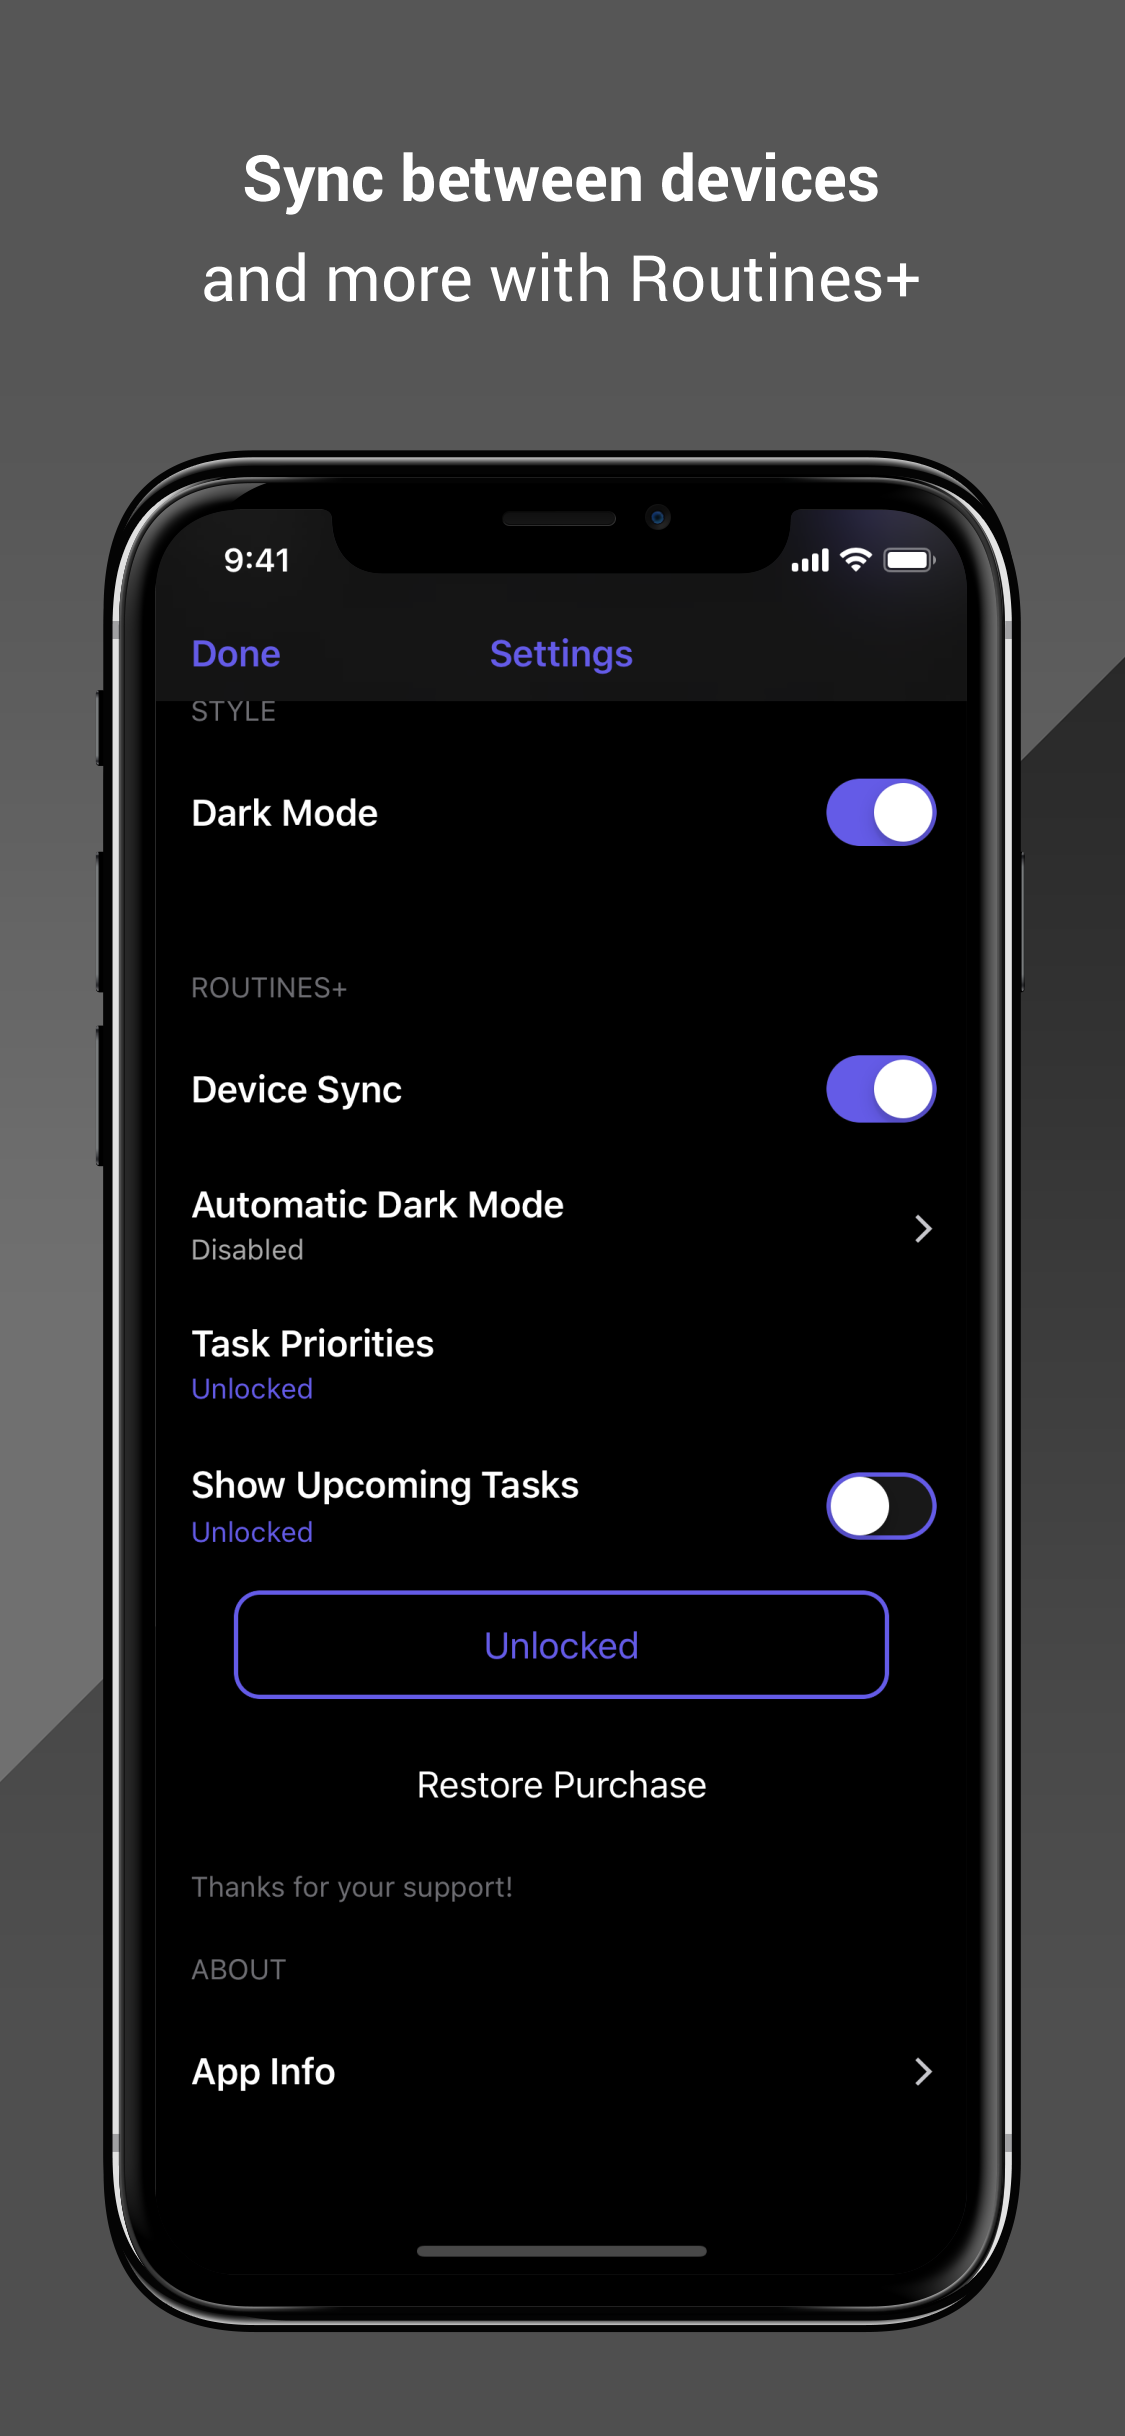 Sync between devices
and more with Routines+
9:41
Done
Settings
STYLE
Dark Mode
ROUTINES+
Device Sync
Automatic Dark Mode
Disabled
Task Priorities
Unlocked
Show Upcoming Tasks
Unlocked
Unlocked
Restore Purchase
Thanks for your support!
ABOUT
App Info